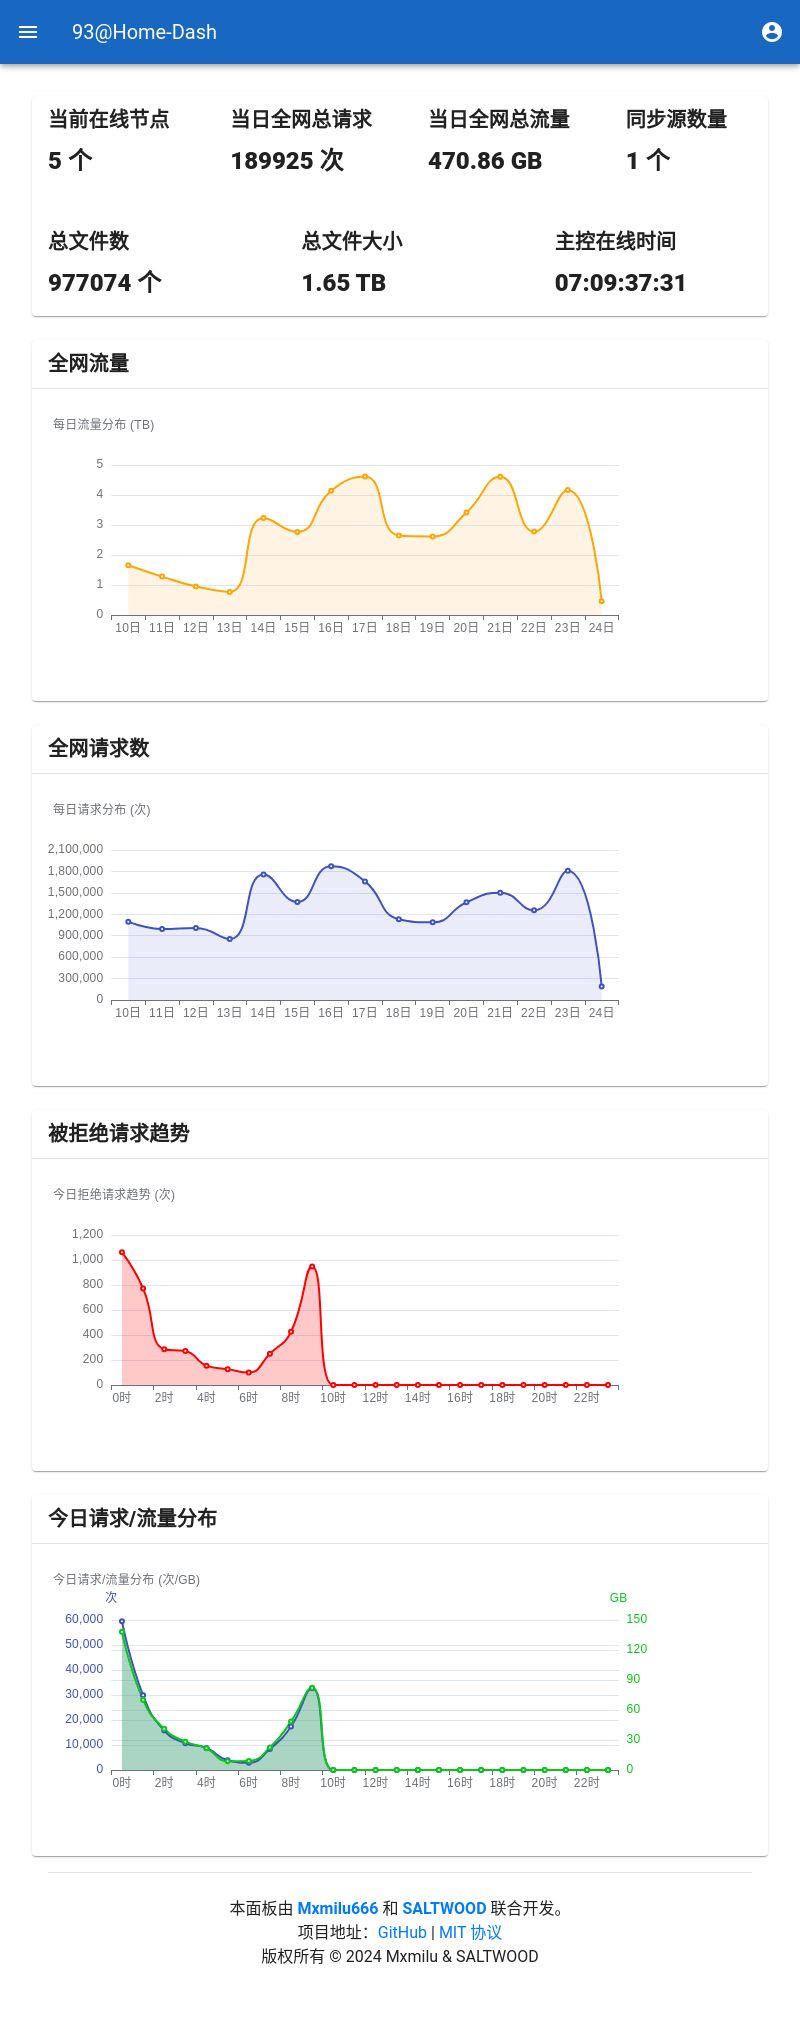 93@Home-Dash
当前在线节点 当日全网总请求 当日全网总流量 同步源数量
5 个 189925 次 470.86 GB 1 个
总文件数 总文件大小 主控在线时间
977074 个 1.65 TB 07:09:37:31
全网流量
每日流量分布 (TB)
5
4
3
2
1
0
10日 11日 12日 13日 14日 15日 16日 17日 18日 19日 20日 21日 22日 23日 24日
全网请求数
每日请求分布 (次)
2,100,000
1,800,000
1,500,000
1,200,000
900,000
600,000
300,000
0
10日 11日 12日 13日 14日 15日 16日 17日 18日 19日 20日 21日 22日 23日 24日
被拒绝请求趋势
今日拒绝请求趋势 (次)
1,200
1,000
800
600
400
200
0
0时 2时 4时 6时 8时 10时 12时 14时 16时 18时 20时 22时
今日请求/流量分布
今日请求/流量分布 (次/GB)
次 GB
60,000 150
50,000 120
40,000 90
30,000 60
20,000 30
10,000
0 0
0时 2时 4时 6时 8时 10时 12时 14时 16时 18时 20时 22时
本面板由 Mxmilu666 和 SALTWOOD 联合开发。
项目地址：GitHub | MIT 协议
版权所有 © 2024 Mxmilu & SALTWOOD